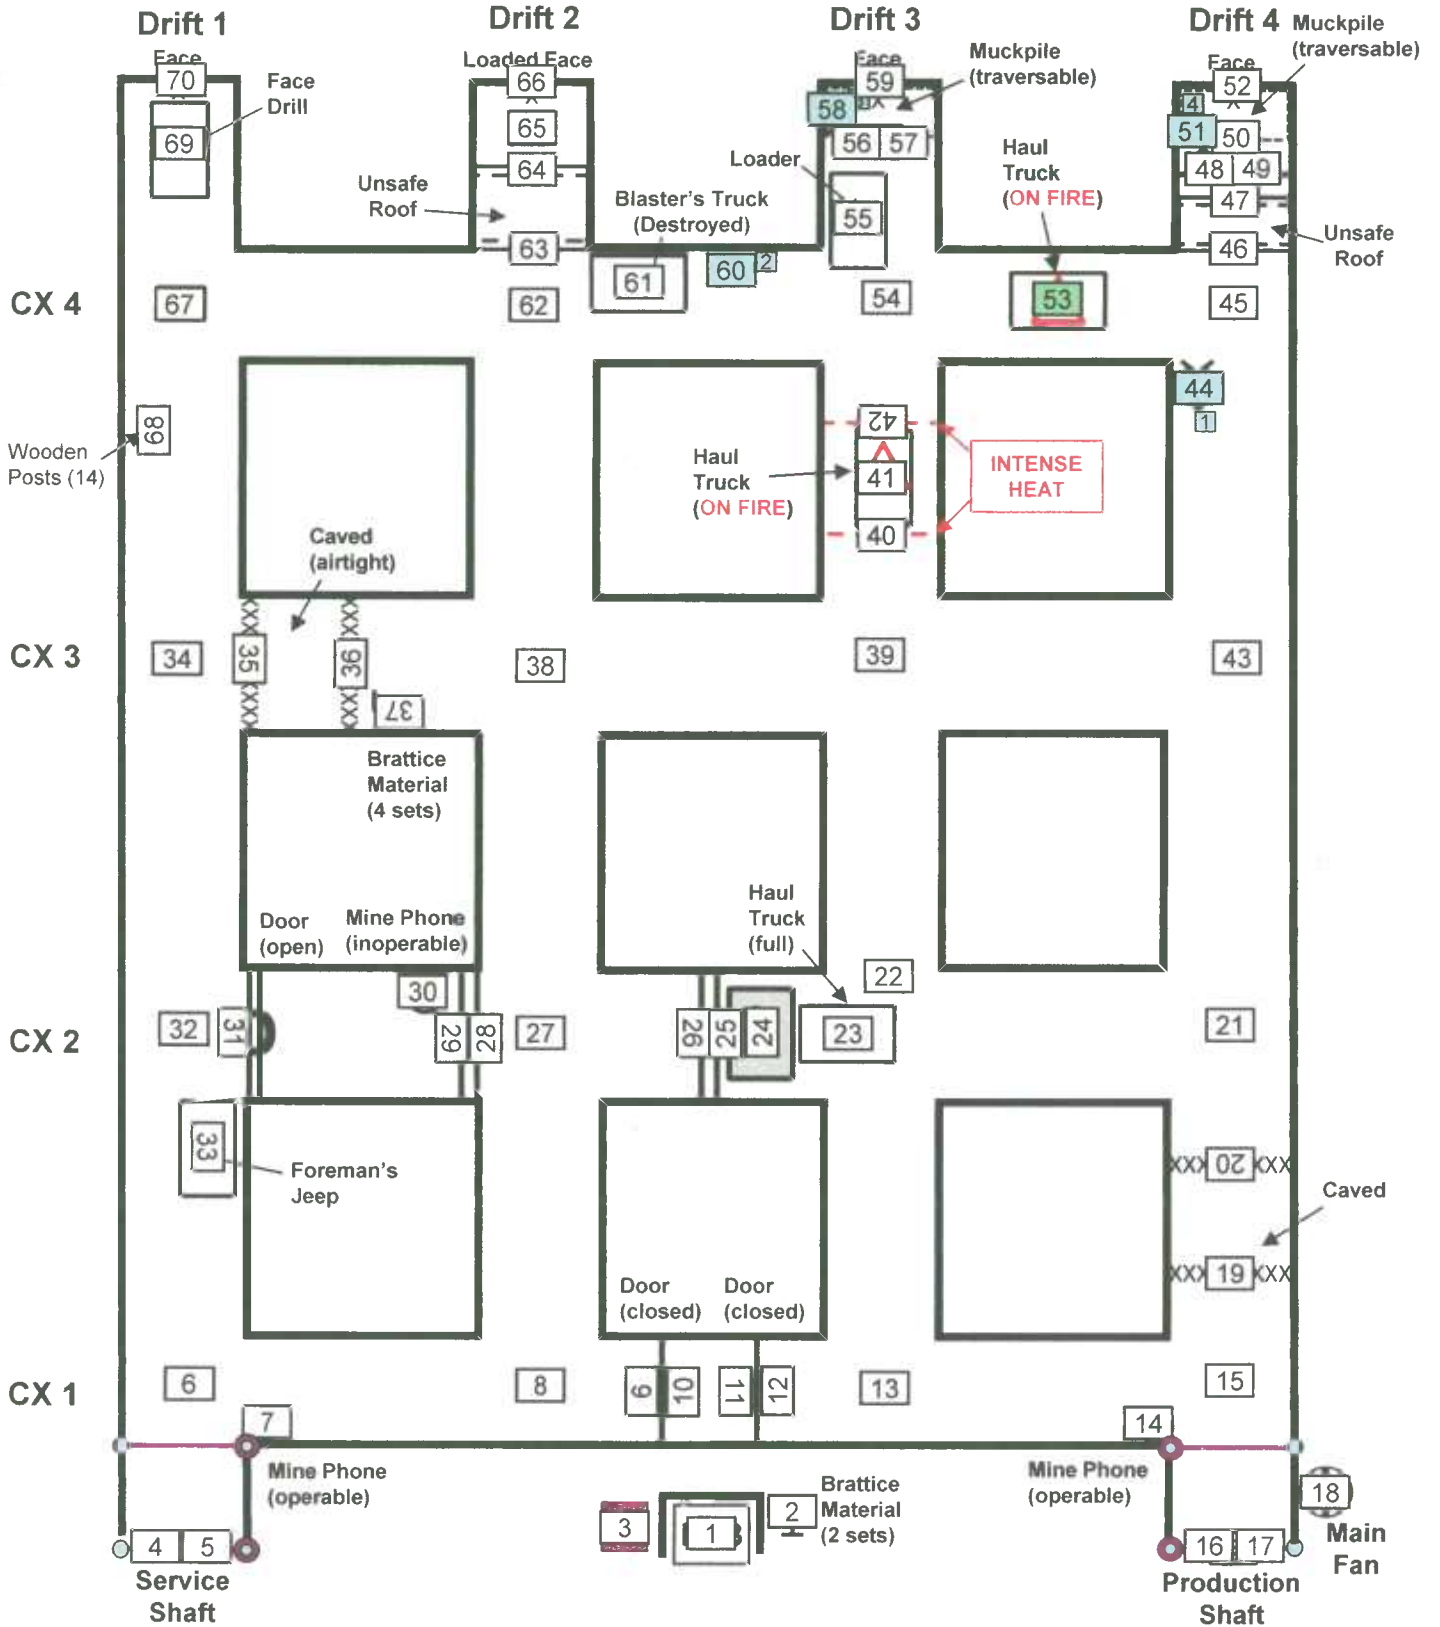 Drift 1
Drift 2
Drift 3
Drift 4
Muckpile
(traversable)
Face
70
Face
Drill
69
Loaded Face
66
65
64
Unsafe
Roof
63
Face
59
58
56
57
Muckpile
(traversable)
Loader
55
Haul
Truck
(ON FIRE)
Face
52
4
51
50
48
49
47
46
Unsafe
Roof
Blaster's Truck
(Destroyed)
61
60
2
CX 4
67
62
54
53
45
68
Wooden
Posts (14)
44
1
42
41
40
Haul
Truck
(ON FIRE)
INTENSE
HEAT
Caved
(airtight)
CX 3
34
35
36
37
38
39
43
Brattice
Material
(4 sets)
Door
(open)
Mine Phone
(inoperable)
Haul
Truck
(full)
CX 2
32
31
30
29
28
27
26
25
24
23
22
21
33
Foreman's
Jeep
XXX
20
XXX
Caved
XXX
19
XXX
Door
(closed)
Door
(closed)
CX 1
6
7
8
9
10
11
12
13
14
15
Mine Phone
(operable)
Mine Phone
(operable)
3
1
2
Brattice
Material
(2 sets)
4
5
Service
Shaft
16
17
18
Main
Fan
Production
Shaft